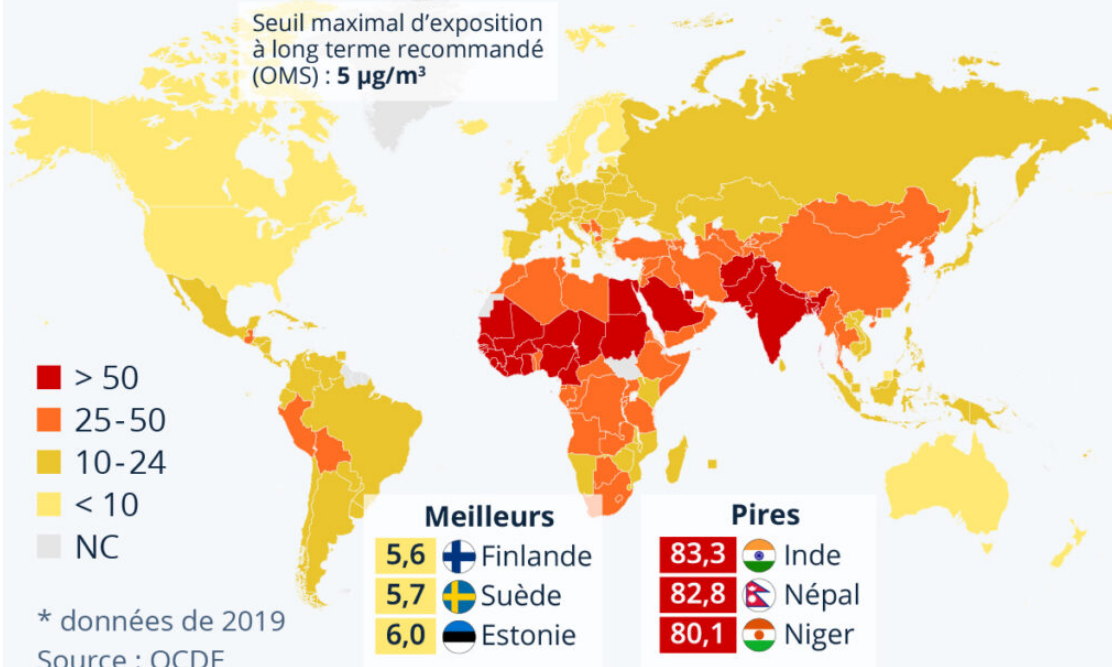 Seuil maximal d'exposition
à long terme recommandé
(OMS) : 5 µg/m³
> 50
25-50
10-24
< 10
NC
* données de 2019
Source : OCDE
Meilleurs
5,6 Finlande
5,7 Suède
6,0 Estonie
Pires
83,3 Inde
82,8 Népal
80,1 Niger